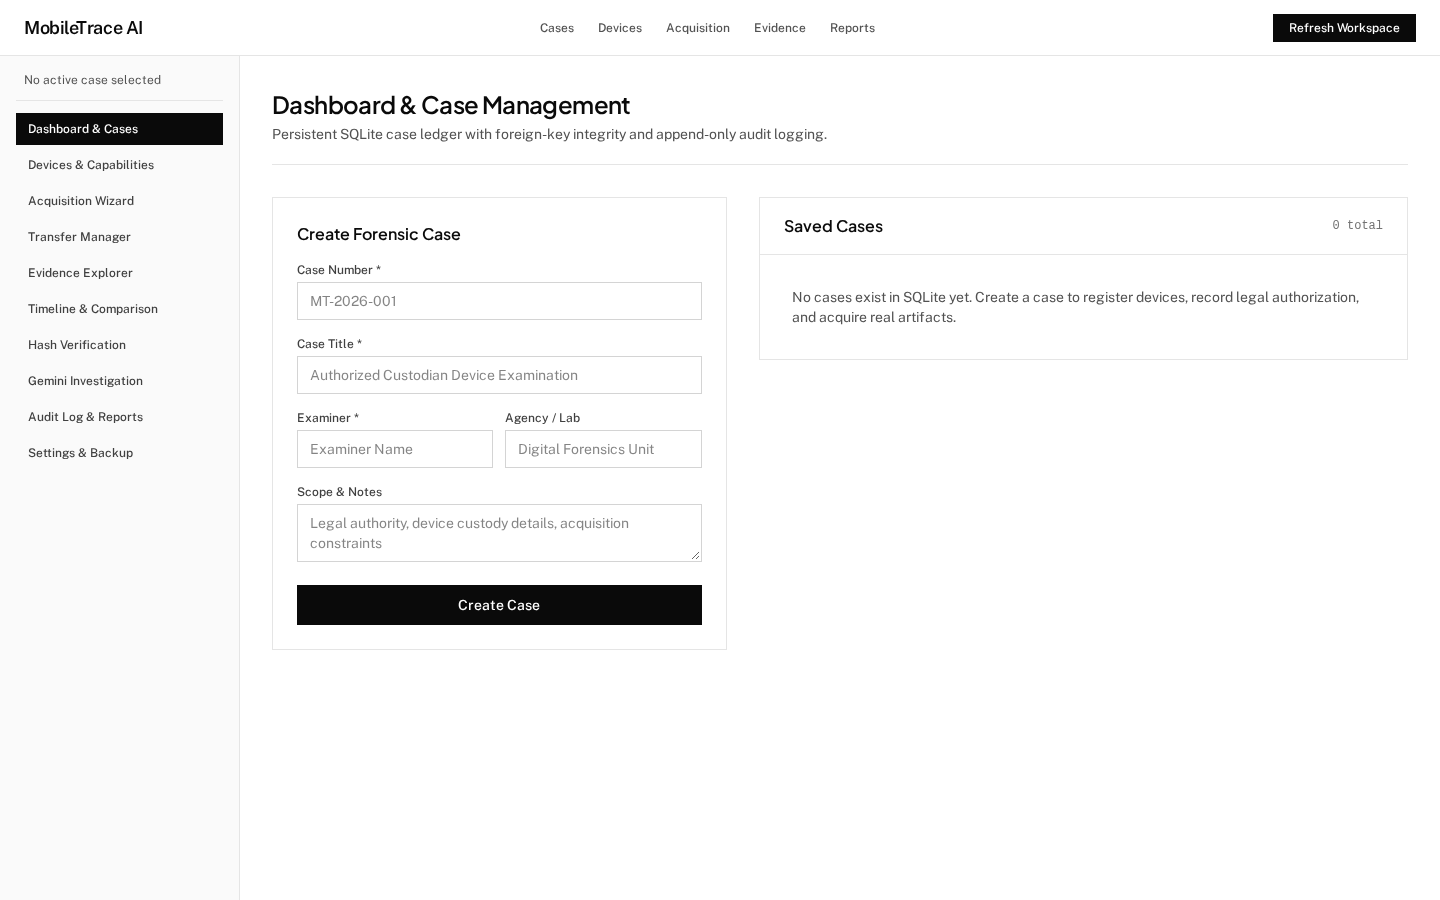 MobileTrace AI
Cases
Devices
Acquisition
Evidence
Reports
Refresh Workspace
No active case selected
Dashboard & Cases
Devices & Capabilities
Acquisition Wizard
Transfer Manager
Evidence Explorer
Timeline & Comparison
Hash Verification
Gemini Investigation
Audit Log & Reports
Settings & Backup
Dashboard & Case Management
Persistent SQLite case ledger with foreign-key integrity and append-only audit logging.
Create Forensic Case
Case Number *
MT-2026-001
Case Title *
Authorized Custodian Device Examination
Examiner *
Examiner Name
Agency / Lab
Digital Forensics Unit
Scope & Notes
Legal authority, device custody details, acquisition
constraints
Create Case
Saved Cases
0 total
No cases exist in SQLite yet. Create a case to register devices, record legal authorization,
and acquire real artifacts.